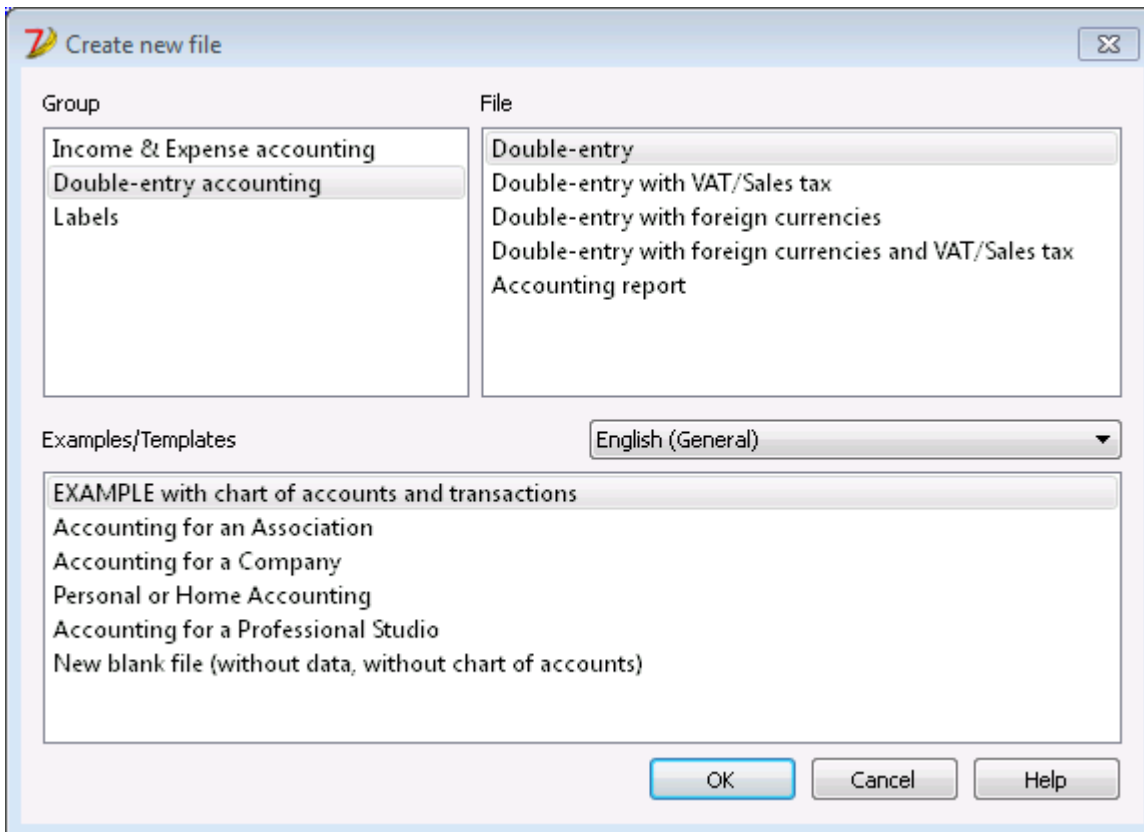 Create new file
Group
File
Income & Expense accounting
Double-entry accounting
Labels
Double-entry
Double-entry with VAT/Sales tax
Double-entry with foreign currencies
Double-entry with foreign currencies and VAT/Sales tax
Accounting report
Examples/Templates
English (General)
EXAMPLE with chart of accounts and transactions
Accounting for an Association
Accounting for a Company
Personal or Home Accounting
Accounting for a Professional Studio
New blank file (without data, without chart of accounts)
OK
Cancel
Help